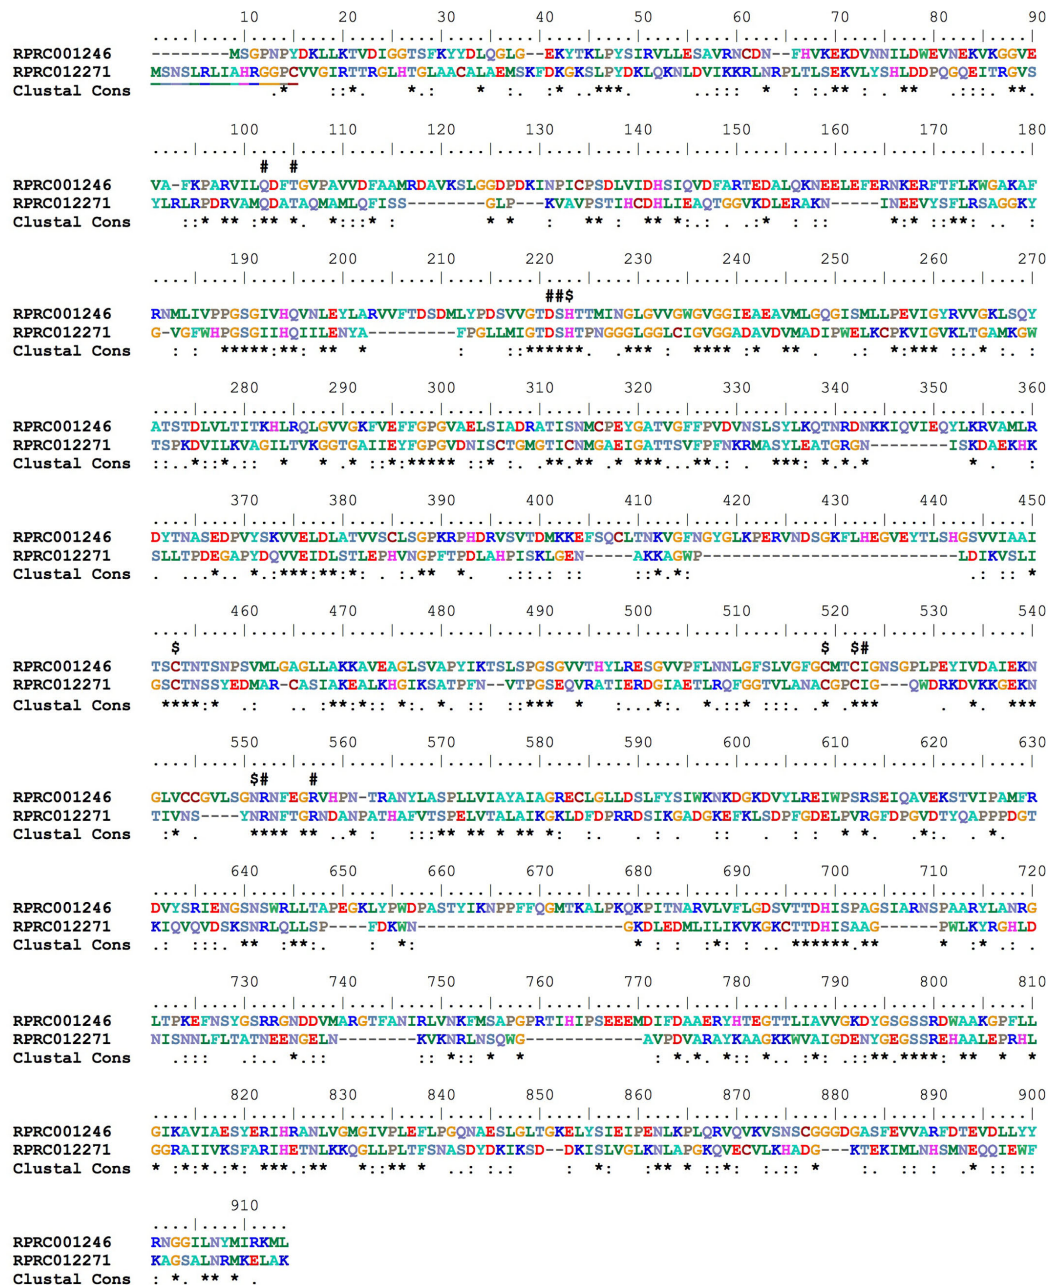 10 20 30 40 50 60 70 80 90
....|....|....|....|....|....|....|....|....|....|....|....|....|....|....|....|....|....|
RPRC001246 --------MSGPNPYDKLLKTVDIGGTSFKYYDLQGLG--EKYTKLPYSIRVLLESAVRNCDN--FHVKEKDVNNILDWEVNEKVKGGVE
RPRC012271 MSNSLRLIAHRGGPCVVGIRTTRGLHTGLAACALAEMSKFDKGKSLPYDKLQKNLDVIKKRLNRPLTLSEKVLYSHLDDPQGQEITRGVS
Clustal Cons .* ::* . * : * . : *** . :: : * : : .** : ** .:::: : **.
100 110 120 130 140 150 160 170 180
....|....|....|....|....|....|....|....|....|....|....|....|....|....|....|....|....|....|
# #
RPRC001246 VA-FKPARVILQDFTGVPAVVDFAAMRDAVKSLGGDPDKINPICPSDLVIDHSIQVDFARTEDALQKNEELEFERNKERFTFLKWGAKAF
RPRC012271 YLRLRPDRVAMQDATAQMAMLQFISS--------GLP--KVAVPSTIHCDHLIEAQTGGVKDLERAKN-----INEEVYSFLRSAGGKY
Clustal Cons . : :* ** :** * . *::* : : * * : ** : **:* .: . .:* : : *:* :**: . :
190 200 210 220 230 240 250 260 270
....|....|....|....|....|....|....|....|....|....|....|....|....|....|....|....|....|....|
##$
RPRC001246 RNMLIVPPGSGIVHQVNLEYLARVVFTDSDMLYPDSVVGTDSHTTMINGLGVVGWGVGGIEAEAVMLGQGISMLLPEVIGYRVVGKLSQY
RPRC012271 G-VGFWHPGSGIIHQIILENYA--------FPGLLMIGTDSHTPNGGGLGGLCIGVGGADAVDVMADIPWELKCPKVIGVKLTGAMKGW
Clustal Cons : : *****:**: ** * : * :******. .*** : **** :* ** . :. *:*** ::.* :. :
280 290 300 310 320 330 340 350 360
....|....|....|....|....|....|....|....|....|....|....|....|....|....|....|....|....|....|
RPRC001246 ATSTDLVLTITKHLRQLGVVGKFVEFFGPGVAELSIADRATISNMCPEYGATVGFFPVDVNSLSYLKQTNRDNKKIQVIEQYLKRVAMLR
RPRC012271 TSPKDVILKVAGILTVKGGTGAIIEYFGPGVDNISCTGMGTICNMGAEIGATTSVFPFNKRMASYLEATGRGN--------ISKDAEKHK
Clustal Cons ::..*::*.:: * * .* ::*:***** ::* :. .**.** .* ***...**.: . ***: *.*.* * . :
370 380 390 400 410 420 430 440 450
....|....|....|....|....|....|....|....|....|....|....|....|....|....|....|....|....|....|
RPRC001246 DYTNASEDPVYSKVVELDLATVVSCLSGPKRPHDRVSVTDMKKEFSQCLTNKVGFNGYGLKPERVNDSGKFLHEGVEYTLSHGSVVIAAI
RPRC012271 SLLTPDEGAPYDQVVEIDLSTLEPHVNGPFTPDLAHPISKLGEN-----AKKAGWP------------------------LDIKVSLI
Clustal Cons . ..*. *.:***:**:*: . :.** *. .::.: :: ::*.*: .: :* :
460 470 480 490 500 510 520 530 540
....|....|....|....|....|....|....|....|....|....|....|....|....|....|....|....|....|....|
$ $ $#
RPRC001246 TSCTNTSNPSVMLGAGLLAKKAVEAGLSVAPYIKTSLSPGSGVVTHYLRESGVVPFLNNLGFSLVGFGCMTCIGNSGPLPEYIVDAIEKN
RPRC012271 GSCTNSSYEDMAR-CASIAKEALKHGIKSATPFN--VTPGSEQVRATIERDGIAETLRQFGGTVLANACGPCIG---QWDRKDVKKGEKN
Clustal Cons ****:* .: . :**:*:: *:. *. : ::*** * :..*:. *.::* ::. .* *** . *. ***
550 560 570 580 590 600 610 620 630
....|....|....|....|....|....|....|....|....|....|....|....|....|....|....|....|....|....|
$# #
RPRC001246 GLVCCGVLSGNRNFEGRVHPN-TRANYLASPLLVIAYAIAGRECLGLLDSLFYSIWKNKDGKDVYLREIWPSRSEIQAVEKSTVIPAMFR
RPRC012271 TIVNS----YNRNFTGRNDANPATHAFVTSPELVTALAIKGKLDFDPRRDSIKGADGKEFKLSDPFGDELPVRGFDPGVDTYQAPPPDGT
Clustal Cons :* . **** ** .* : :::** ** * ** *: :. . : . : . : : * *. .*: . *
640 650 660 670 680 690 700 710 720
....|....|....|....|....|....|....|....|....|....|....|....|....|....|....|....|....|....|
RPRC001246 DVYSRIENGSNSWRLLTAPEGKLYPWDPASTYIKNPPFFQGMTKALPKQKPITNARVLVFLGDSVTTDHISPAGSIARNSPAARYLANRG
RPRC012271 KIQVQVDSKSNRLQLLSP----FDKWN---------------------GKDLEDMLILIKVKGKCTTDHISAAG------PWLKYRGHLD
Clustal Cons .: :::. ** :**:. : *: * : : :*: : .. ******.** * :* .: .
730 740 750 760 770 780 790 800 810
....|....|....|....|....|....|....|....|....|....|....|....|....|....|....|....|....|....|
RPRC001246 LTPKEFNSYGSRRGNDDVMARGTFANIRLVNKFMSAPGPRTIHIPSEEEMDIFDAAERYHTEGTTLIAVVGKDYGSGSSRDWAAKGPFLL
RPRC012271 NISNNLFLTATNEENGELN--------KVKNRLNSQWG------------AVPDVARAYKAAGKKWVAIGDENYGEGSSREHAALEPRHL
Clustal Cons .::: .:.. *.:: :: *:: * * : *.*. *:: *.. :*: .::**.****: ** * *
820 830 840 850 860 870 880 890 900
....|....|....|....|....|....|....|....|....|....|....|....|....|....|....|....|....|....|
RPRC001246 GIKAVIAESYERIHRANLVGMGIVPLEFLPGQNAESLGLTGKELYSIEIPENLKPLQRVQVKVSNSCGGGDGASFEVVARFDTEVDLLYY
RPRC012271 GGRAIIVKSFARIHETNLKKQGLLPLTFSNASDYDKIKSD--DKISLVGLKNLAPGKQVECVLKHADG---KTEKIMLNHSMNEQQIEWF
Clustal Cons * :*:*.:*: ***.:** *::** * .: :.: : *: :** * ::*: :.:: * : : :. . * : : :
910
....|....|....
RPRC001246 RNGGILNYMIRKML
RPRC012271 KAGSALNRMKELAK
Clustal Cons : *. ** * .